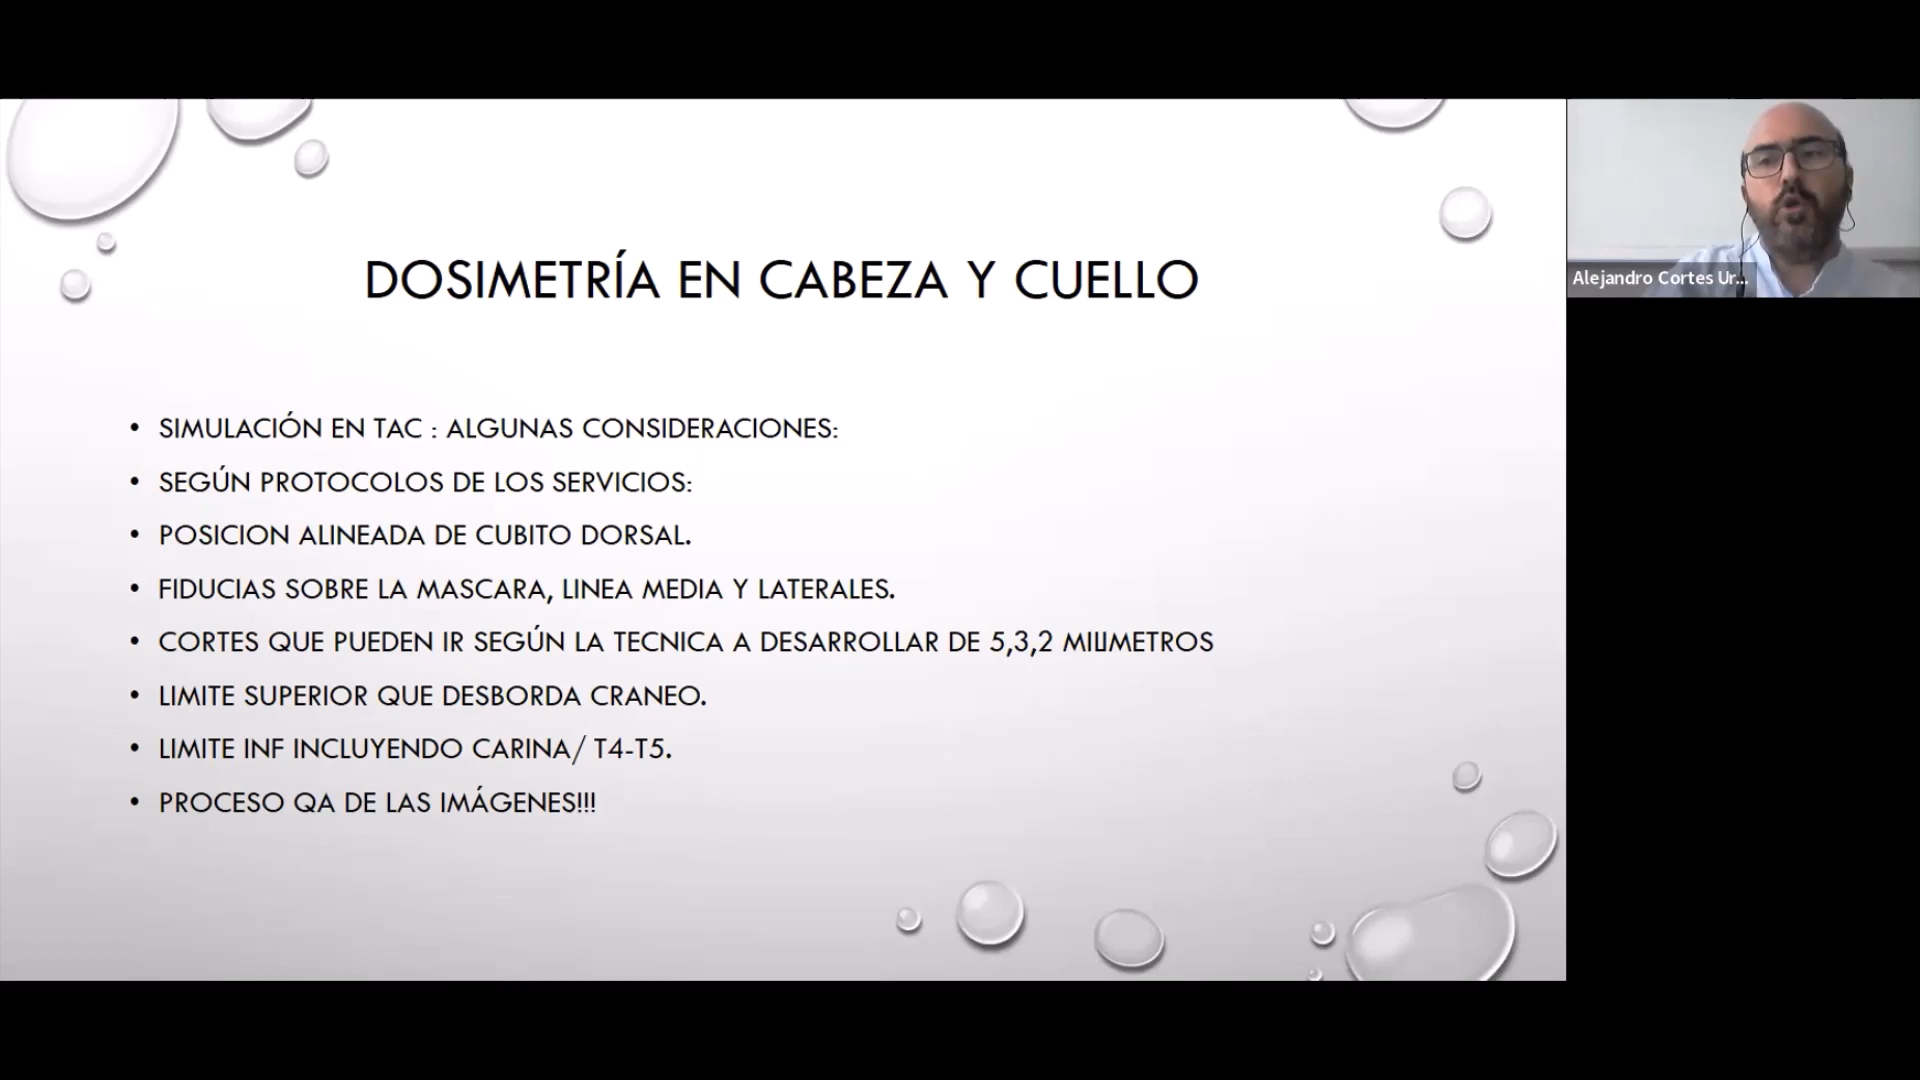 DOSIMETRÍA EN CABEZA Y CUELLO
• SIMULACIÓN EN TAC : ALGUNAS CONSIDERACIONES:
• SEGÚN PROTOCOLOS DE LOS SERVICIOS:
• POSICION ALINEADA DE CUBITO DORSAL.
• FIDUCIAS SOBRE LA MASCARA, LINEA MEDIA Y LATERALES.
• CORTES QUE PUEDEN IR SEGÚN LA TECNICA A DESARROLLAR DE 5,3,2 MILIMETROS
• LIMITE SUPERIOR QUE DESBORDA CRANEO.
• LIMITE INF INCLUYENDO CARINA/ T4-T5.
• PROCESO QA DE LAS IMÁGENES!!!
Alejandro Cortes Ur...